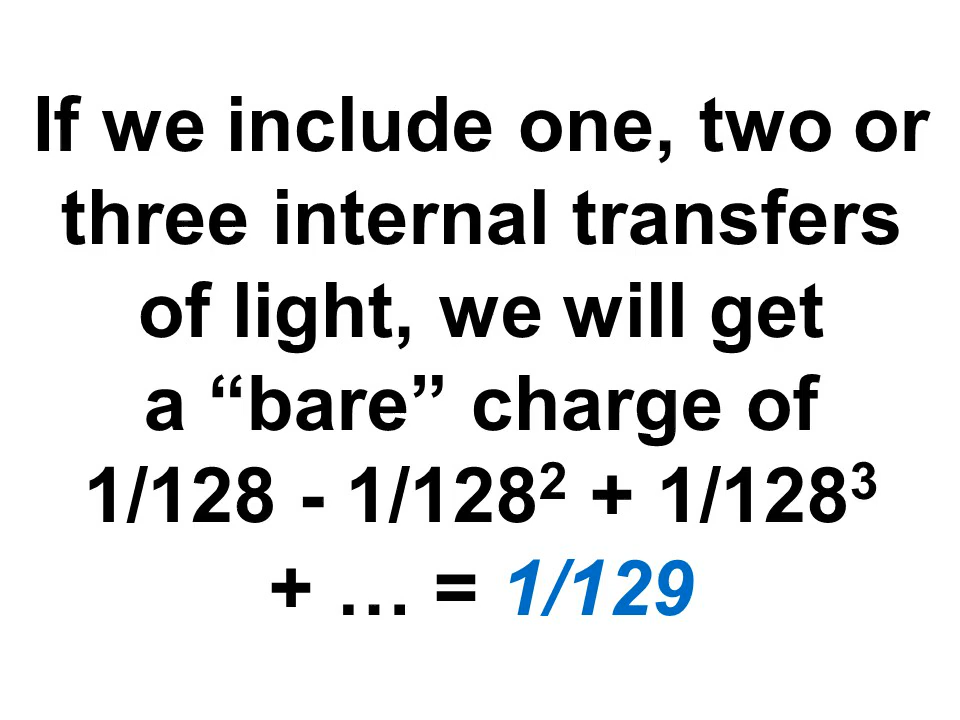 If we include one, two or
three internal transfers
of light, we will get
a “bare” charge of
1/128 - 1/128² + 1/128³
+ … = 1/129